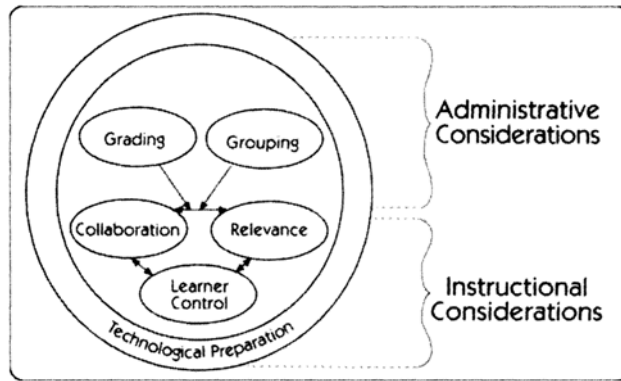 Grading
Grouping
Administrative
Considerations
Collaboration
Relevance
Learner
Control
Technological Preparation
Instructional
Considerations